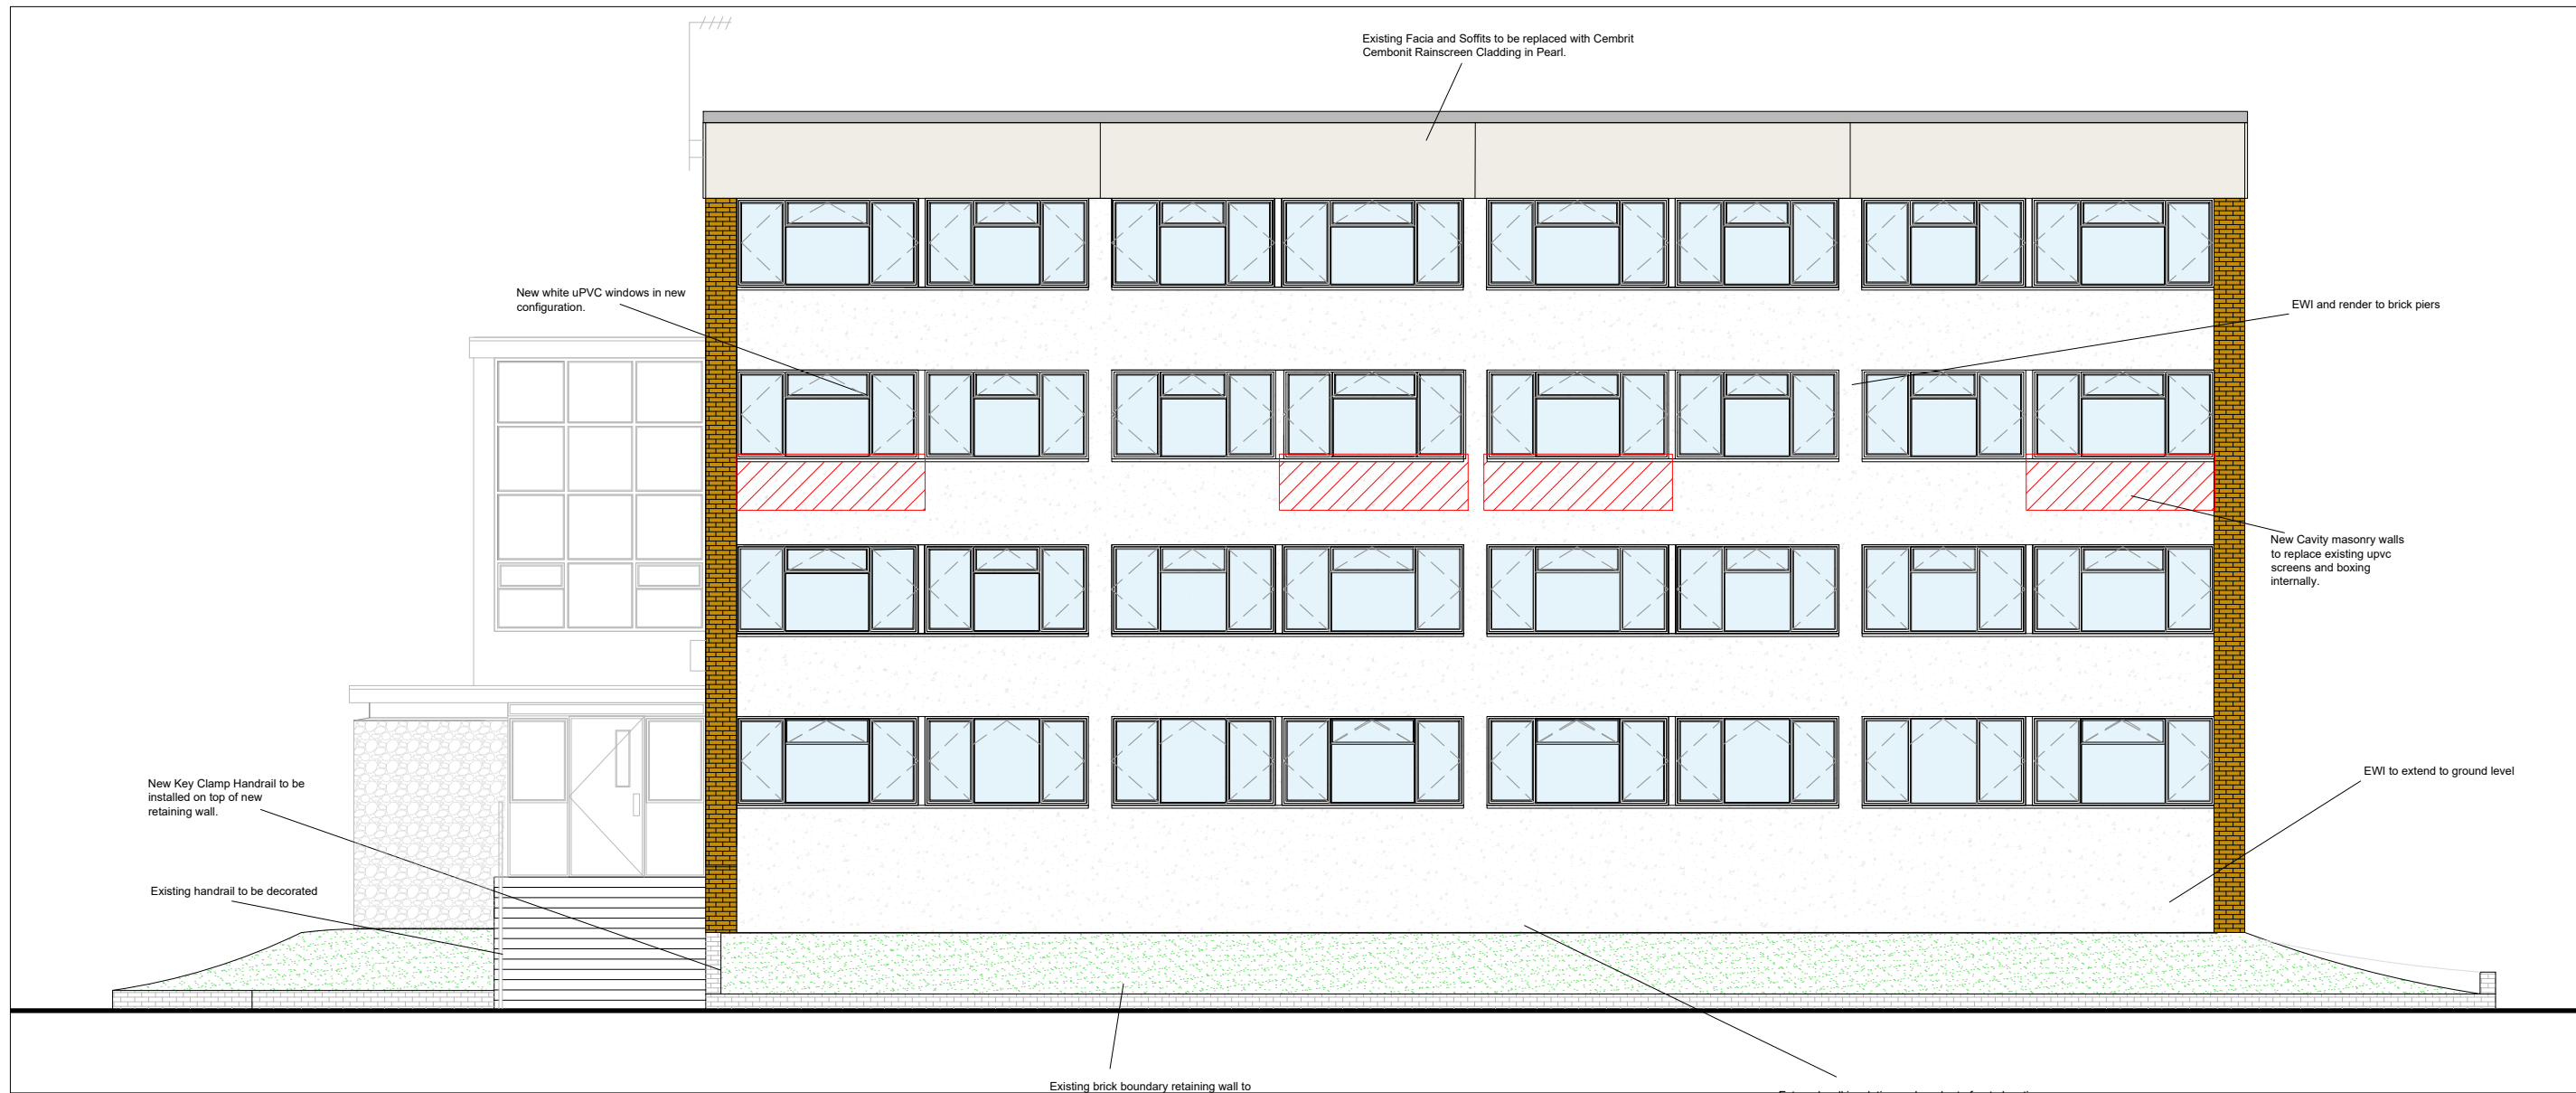 Existing Facia and Soffits to be replaced with Cembrit
Cembonit Rainscreen Cladding in Pearl.
New white uPVC windows in new
configuration.
EWI and render to brick piers
New Cavity masonry walls
to replace existing upvc
screens and boxing
internally.
New Key Clamp Handrail to be
installed on top of new
retaining wall.
EWI to extend to ground level
Existing handrail to be decorated
Existing brick boundary retaining wall to